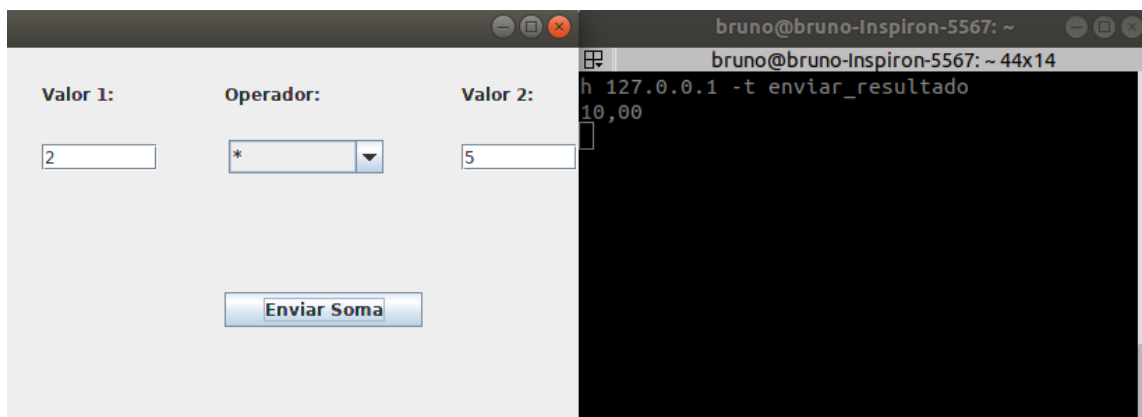 Valor 1: Operador: Valor 2:
2 * 5
Enviar Soma
bruno@bruno-Inspiron-5567: ~
bruno@bruno-Inspiron-5567: ~ 44x14
h 127.0.0.1 -t enviar_resultado
10,00